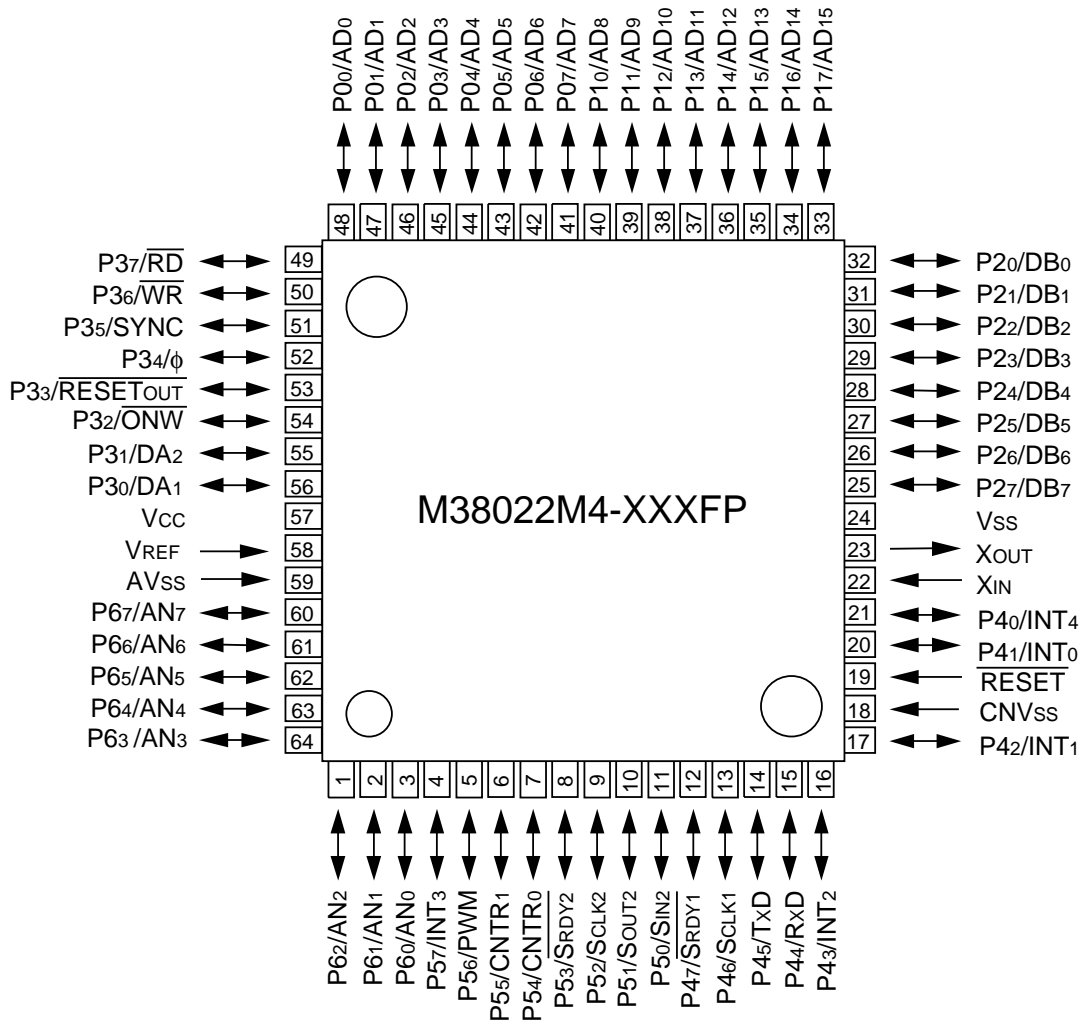 P00/AD0
P01/AD1
P02/AD2
P03/AD3
P04/AD4
P05/AD5
P06/AD6
P07/AD7
P10/AD8
P11/AD9
P12/AD10
P13/AD11
P14/AD12
P15/AD13
P16/AD14
P17/AD15
48 47 46 45 44 43 42 41 40 39 38 37 36 35 34 33
P37/RD 49
P36/WR 50
P35/SYNC 51
P34/ϕ 52
P33/RESETOUT 53
P32/ONW 54
P31/DA2 55
P30/DA1 56
VCC 57
VREF 58
AVSS 59
P67/AN7 60
P66/AN6 61
P65/AN5 62
P64/AN4 63
P63/AN3 64
M38022M4-XXXFP
32 P20/DB0
31 P21/DB1
30 P22/DB2
29 P23/DB3
28 P24/DB4
27 P25/DB5
26 P26/DB6
25 P27/DB7
24 VSS
23 XOUT
22 XIN
21 P40/INT4
20 P41/INT0
19 RESET
18 CNVSS
17 P42/INT1
1 2 3 4 5 6 7 8 9 10 11 12 13 14 15 16
P62/AN2
P61/AN1
P60/AN0
P57/INT3
P56/PWM
P55/CNTR1
P54/CNTR0
P53/SRDY2
P52/SCLK2
P51/SOUT2
P50/SIN2
P47/SRDY1
P46/SCLK1
P45/TXD
P44/RXD
P43/INT2